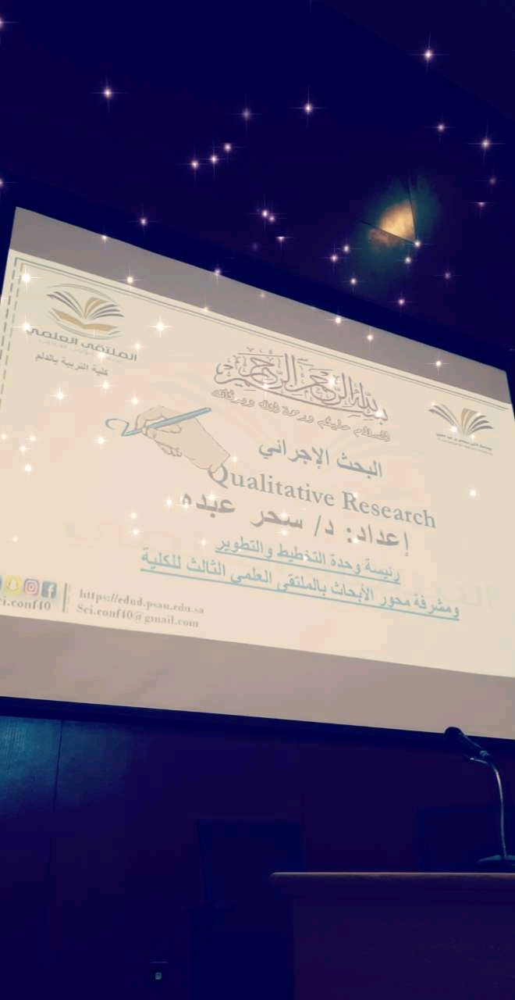 الملتقى العلمي
كلية التربية بالدلم
بسم الله الرحمن الرحيم
السلام عليكم ورحمة الله وبركاته
البحث الإجرائي
Qualitative Research
إعداد: د/ سحر عبده
رئيسة وحدة التخطيط والتطوير
ومشرفة محور الأبحاث بالملتقى العلمي الثالث للكلية
https://edud.psau.edu.sa
i.conf40
Sci.conf40@gmail.com